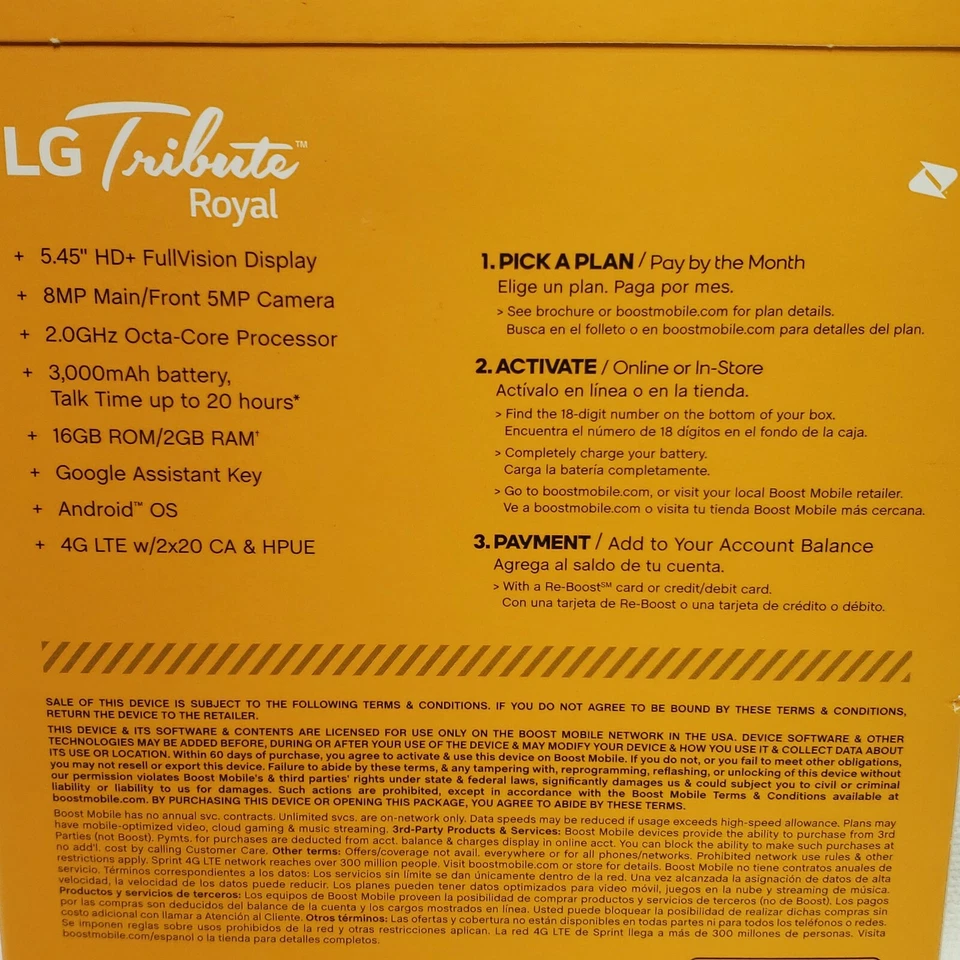 LG Tribute™
Royal
+ 5.45" HD+ FullVision Display
+ 8MP Main/Front 5MP Camera
+ 2.0GHz Octa-Core Processor
+ 3,000mAh battery,
Talk Time up to 20 hours*
+ 16GB ROM/2GB RAM†
+ Google Assistant Key
+ Android™ OS
+ 4G LTE w/2x20 CA & HPUE
1. PICK A PLAN / Pay by the Month
Elige un plan. Paga por mes.
> See brochure or boostmobile.com for plan details.
Busca en el folleto o en boostmobile.com para detalles del plan.
2. ACTIVATE / Online or In-Store
Actívalo en línea o en la tienda.
> Find the 18-digit number on the bottom of your box.
Encuentra el número de 18 dígitos en el fondo de la caja.
> Completely charge your battery.
Carga la batería completamente.
> Go to boostmobile.com, or visit your local Boost Mobile retailer.
Ve a boostmobile.com o visita tu tienda Boost Mobile más cercana.
3. PAYMENT / Add to Your Account Balance
Agrega al saldo de tu cuenta.
> With a Re-Boost℠ card or credit/debit card.
Con una tarjeta de Re-Boost o una tarjeta de crédito o débito.
SALE OF THIS DEVICE IS SUBJECT TO THE FOLLOWING TERMS & CONDITIONS. IF YOU DO NOT AGREE TO BE BOUND BY THESE TERMS & CONDITIONS,
RETURN THE DEVICE TO THE RETAILER.
THIS DEVICE & ITS SOFTWARE & CONTENTS ARE LICENSED FOR USE ONLY ON THE BOOST MOBILE NETWORK IN THE USA. DEVICE SOFTWARE & OTHER
TECHNOLOGIES MAY BE ADDED BEFORE, DURING OR AFTER YOUR USE OF THE DEVICE & MAY MODIFY YOUR DEVICE & HOW YOU USE IT & COLLECT DATA ABOUT
ITS USE OR LOCATION. Within 60 days of purchase, you agree to activate & use this device on Boost Mobile. If you do not, or you fail to meet other obligations,
you may not resell or export this device. Failure to abide by these terms, & any tampering with, reprogramming, reflashing, or unlocking of this device without
our permission violates Boost Mobile's & third parties' rights under state & federal laws, significantly damages us & could subject you to civil or criminal
liability or liability to us for damages. Such actions are prohibited, except in accordance with the Boost Mobile Terms & Conditions available at
boostmobile.com. BY PURCHASING THIS DEVICE OR OPENING THIS PACKAGE, YOU AGREE TO ABIDE BY THESE TERMS.
Boost Mobile has no annual svc. contracts. Unlimited svcs. are on-network only. Data speeds may be reduced if usage exceeds high-speed allowance. Plans may
have mobile-optimized video, cloud gaming & music streaming. 3rd-Party Products & Services: Boost Mobile devices provide the ability to purchase from 3rd
Parties (not Boost). Pymts. for purchases are deducted from acct. balance & charges display in online acct. You can block the ability to make such purchases at
no add'l. cost by calling Customer Care. Other terms: Offers/coverage not avail. everywhere or for all phones/networks. Prohibited network use rules & other
restrictions apply. Sprint 4G LTE network reaches over 300 million people. Visit boostmobile.com or store for details. Boost Mobile no tiene contratos anuales de
servicio. Términos correspondientes a los datos: Los servicios sin límite se dan únicamente dentro de la red. Una vez alcanzada la asignación de datos de alta
velocidad, la velocidad de los datos puede reducir. Los planes pueden tener datos optimizados para video móvil, juegos en la nube y streaming de música.
Productos y servicios de terceros: Los equipos de Boost Mobile proveen la posibilidad de comprar productos y servicios de terceros (no de Boost). Los pagos
por las compras son deducidos del balance de la cuenta y los cargos mostrados en línea. Usted puede bloquear la posibilidad de realizar dichas compras sin
costo adicional con llamar a Atención al Cliente. Otros términos: Las ofertas y cobertura no están disponibles en todas partes ni para todos los teléfonos o redes.
Se imponen reglas sobre usos prohibidos de la red y otras restricciones aplican. La red 4G LTE de Sprint llega a más de 300 millones de personas. Visita
boostmobile.com/espanol o la tienda para detalles completos.